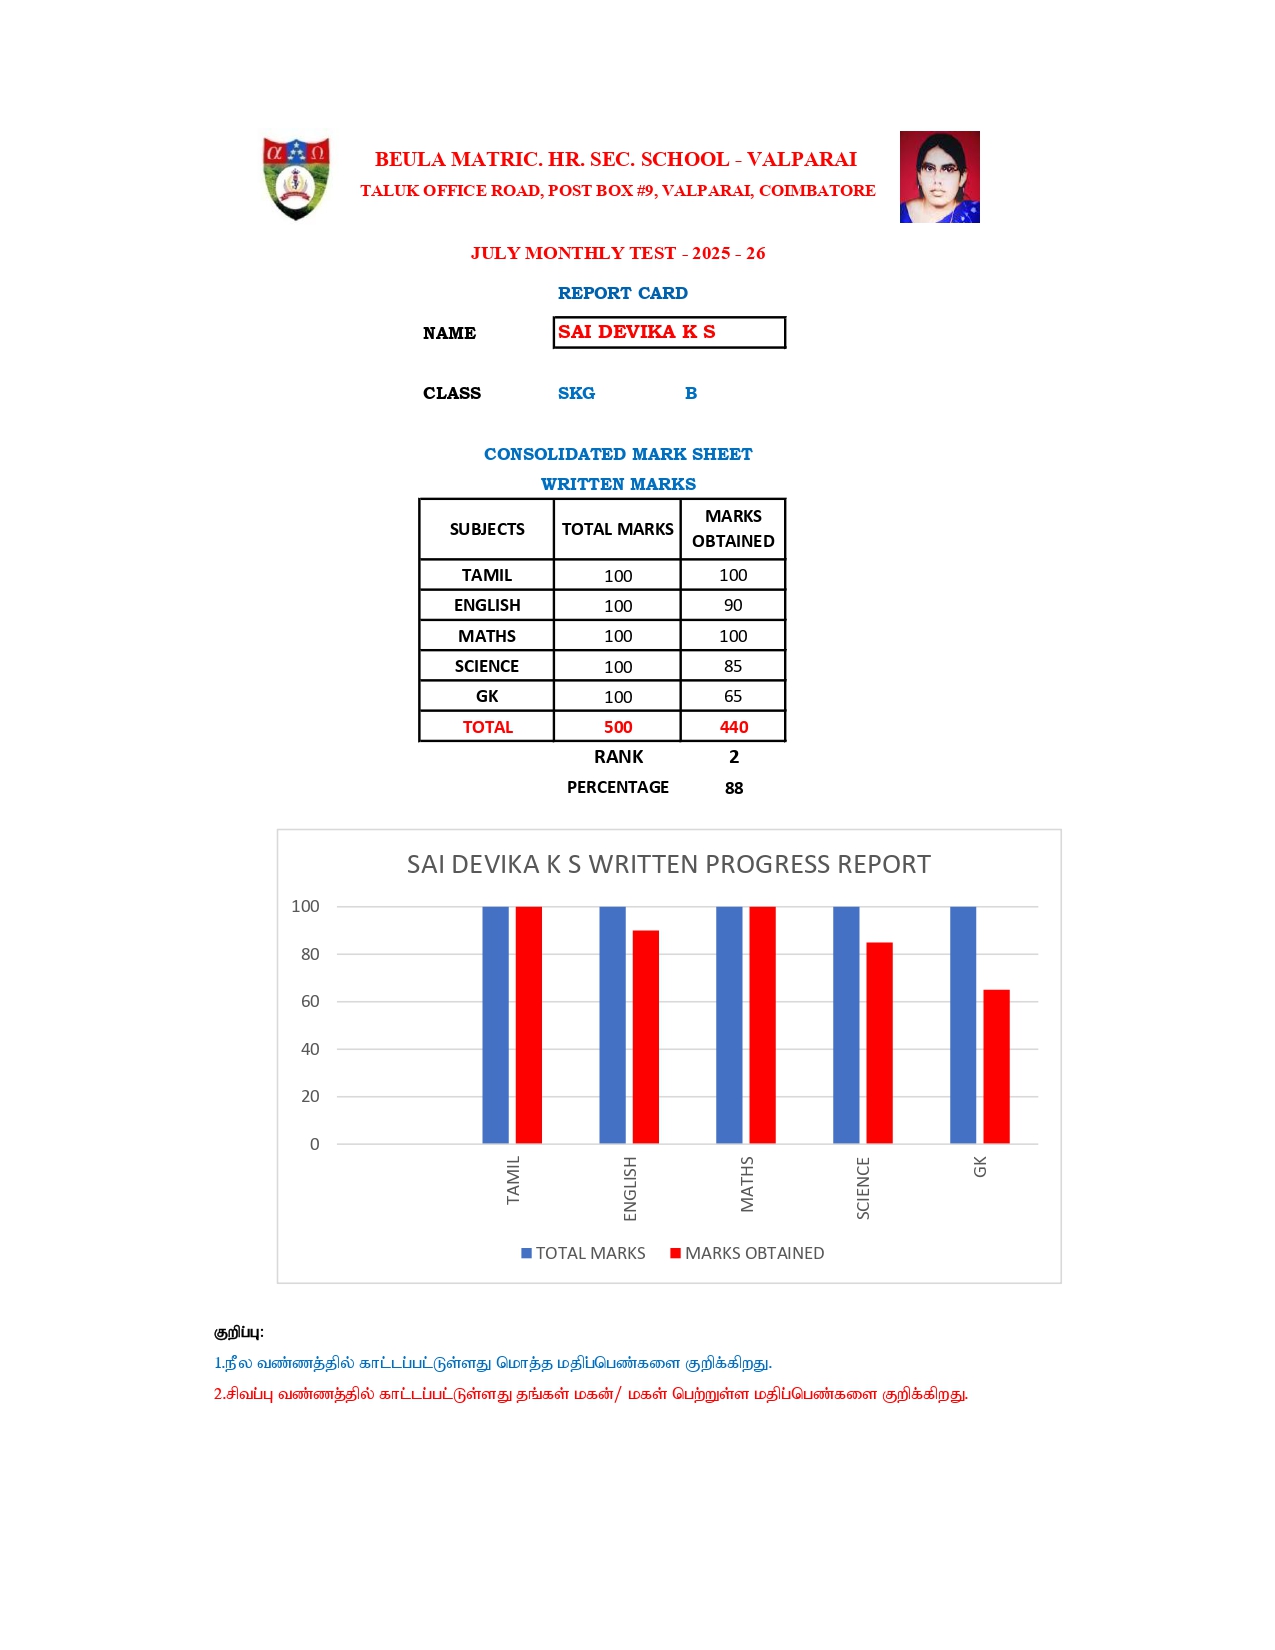 α Ω
BEULA MATRIC. HR. SEC. SCHOOL - VALPARAI
TALUK OFFICE ROAD, POST BOX #9, VALPARAI, COIMBATORE
JULY MONTHLY TEST - 2025 - 26
REPORT CARD
NAME SAI DEVIKA K S
CLASS SKG B
CONSOLIDATED MARK SHEET
WRITTEN MARKS
SUBJECTS TOTAL MARKS MARKS OBTAINED
TAMIL 100 100
ENGLISH 100 90
MATHS 100 100
SCIENCE 100 85
GK 100 65
TOTAL 500 440
RANK 2
PERCENTAGE 88
SAI DEVIKA K S WRITTEN PROGRESS REPORT
100
80
60
40
20
0
TAMIL ENGLISH MATHS SCIENCE GK
TOTAL MARKS MARKS OBTAINED
குறிப்பு:
1.நீல வண்ணத்தில் காட்டப்பட்டுள்ளது மொத்த மதிப்பெண்களை குறிக்கிறது.
2.சிவப்பு வண்ணத்தில் காட்டப்பட்டுள்ளது தங்கள் மகன்/ மகள் பெற்றுள்ள மதிப்பெண்களை குறிக்கிறது.